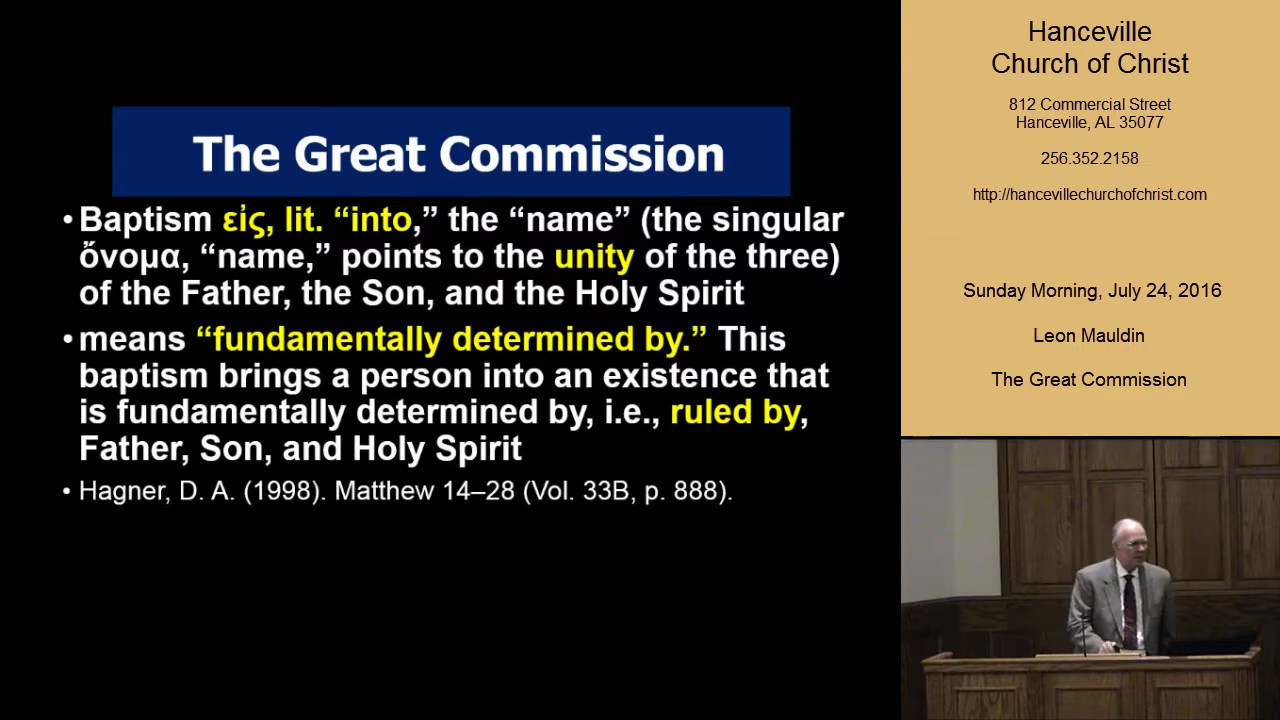 The Great Commission
• Baptism εἰς, lit. “into,” the “name” (the singular
ὄνομα, “name,” points to the unity of the three)
of the Father, the Son, and the Holy Spirit
• means “fundamentally determined by.” This
baptism brings a person into an existence that
is fundamentally determined by, i.e., ruled by,
Father, Son, and Holy Spirit
• Hagner, D. A. (1998). Matthew 14–28 (Vol. 33B, p. 888).
Hanceville
Church of Christ
812 Commercial Street
Hanceville, AL 35077
256.352.2158
http://hancevillechurchofchrist.com
Sunday Morning, July 24, 2016
Leon Mauldin
The Great Commission